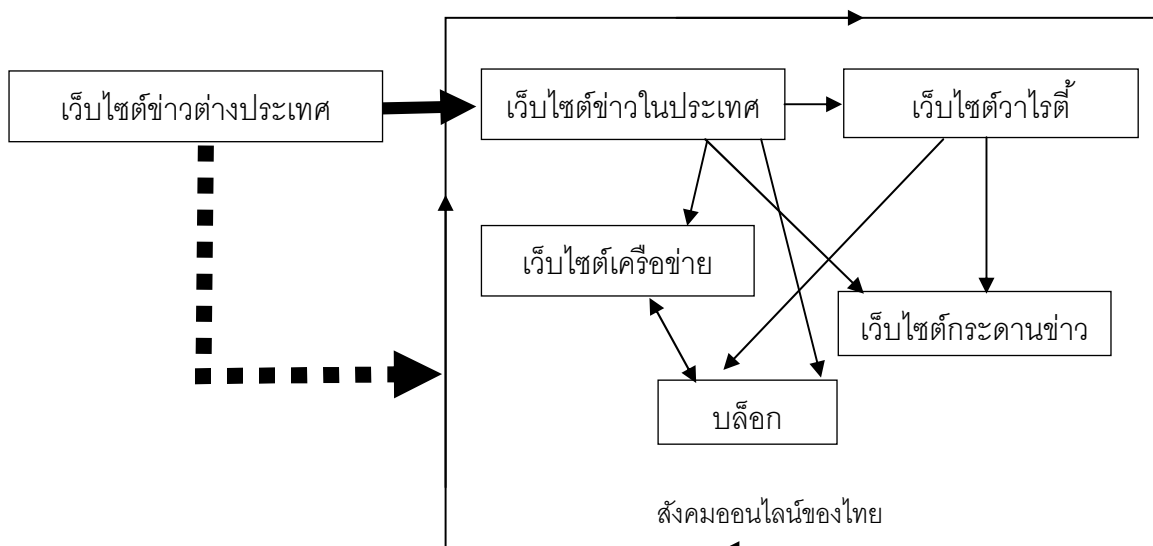 เว็บไซต์ข่าวต่างประเทศ
เว็บไซต์ข่าวในประเทศ
เว็บไซต์วาไรตี้
เว็บไซต์เครือข่าย
เว็บไซต์กระดานข่าว
บล็อก
สังคมออนไลน์ของไทย